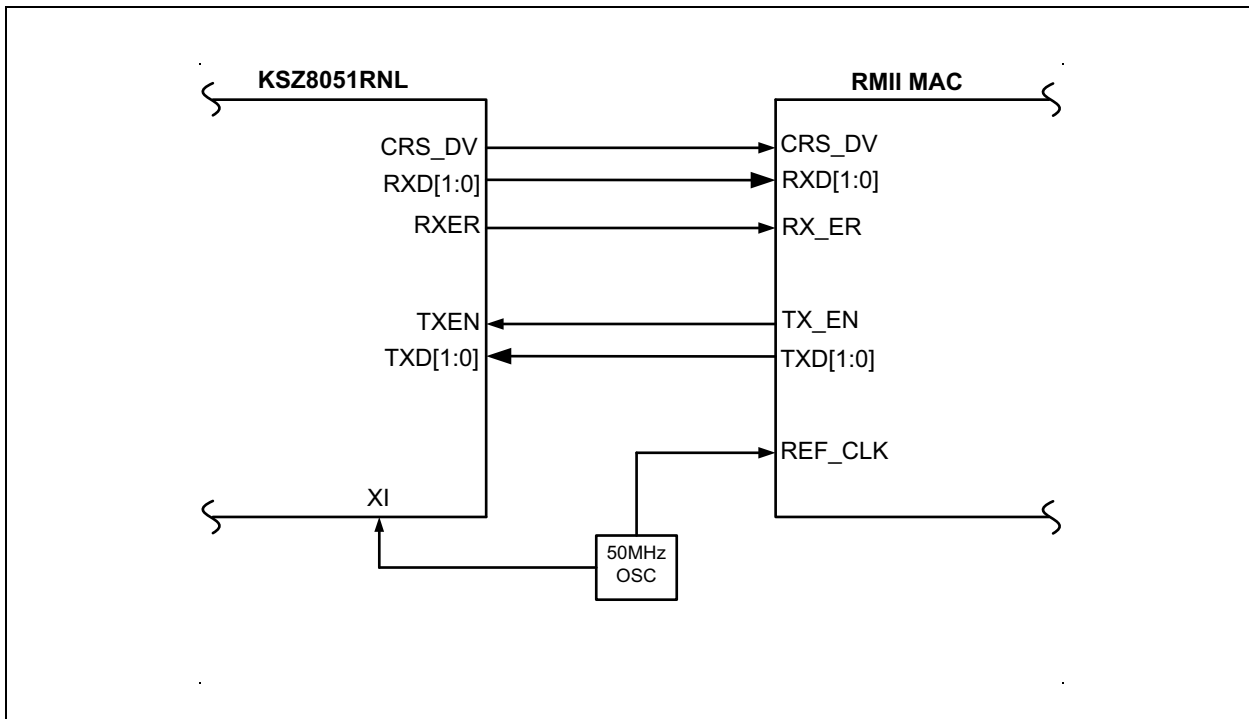 KSZ8051RNL
RMII MAC
CRS_DV
CRS_DV
RXD[1:0]
RXD[1:0]
RXER
RX_ER
TXEN
TX_EN
TXD[1:0]
TXD[1:0]
REF_CLK
XI
50MHz
OSC